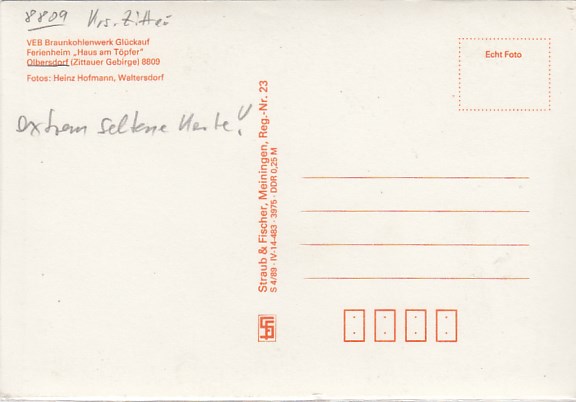 8809 Krs. Zittau
VEB Braunkohlenwerk Glückauf
Ferienheim „Haus am Töpfer“
Olbersdorf (Zittauer Gebirge) 8809
Fotos: Heinz Hofmann, Waltersdorf
Echt Foto
extrem seltene Karte!
Straub & Fischer, Meiningen, Reg.-Nr. 23
S 4/89 · IV-14-483 · 3975 · DDR 0,25 M